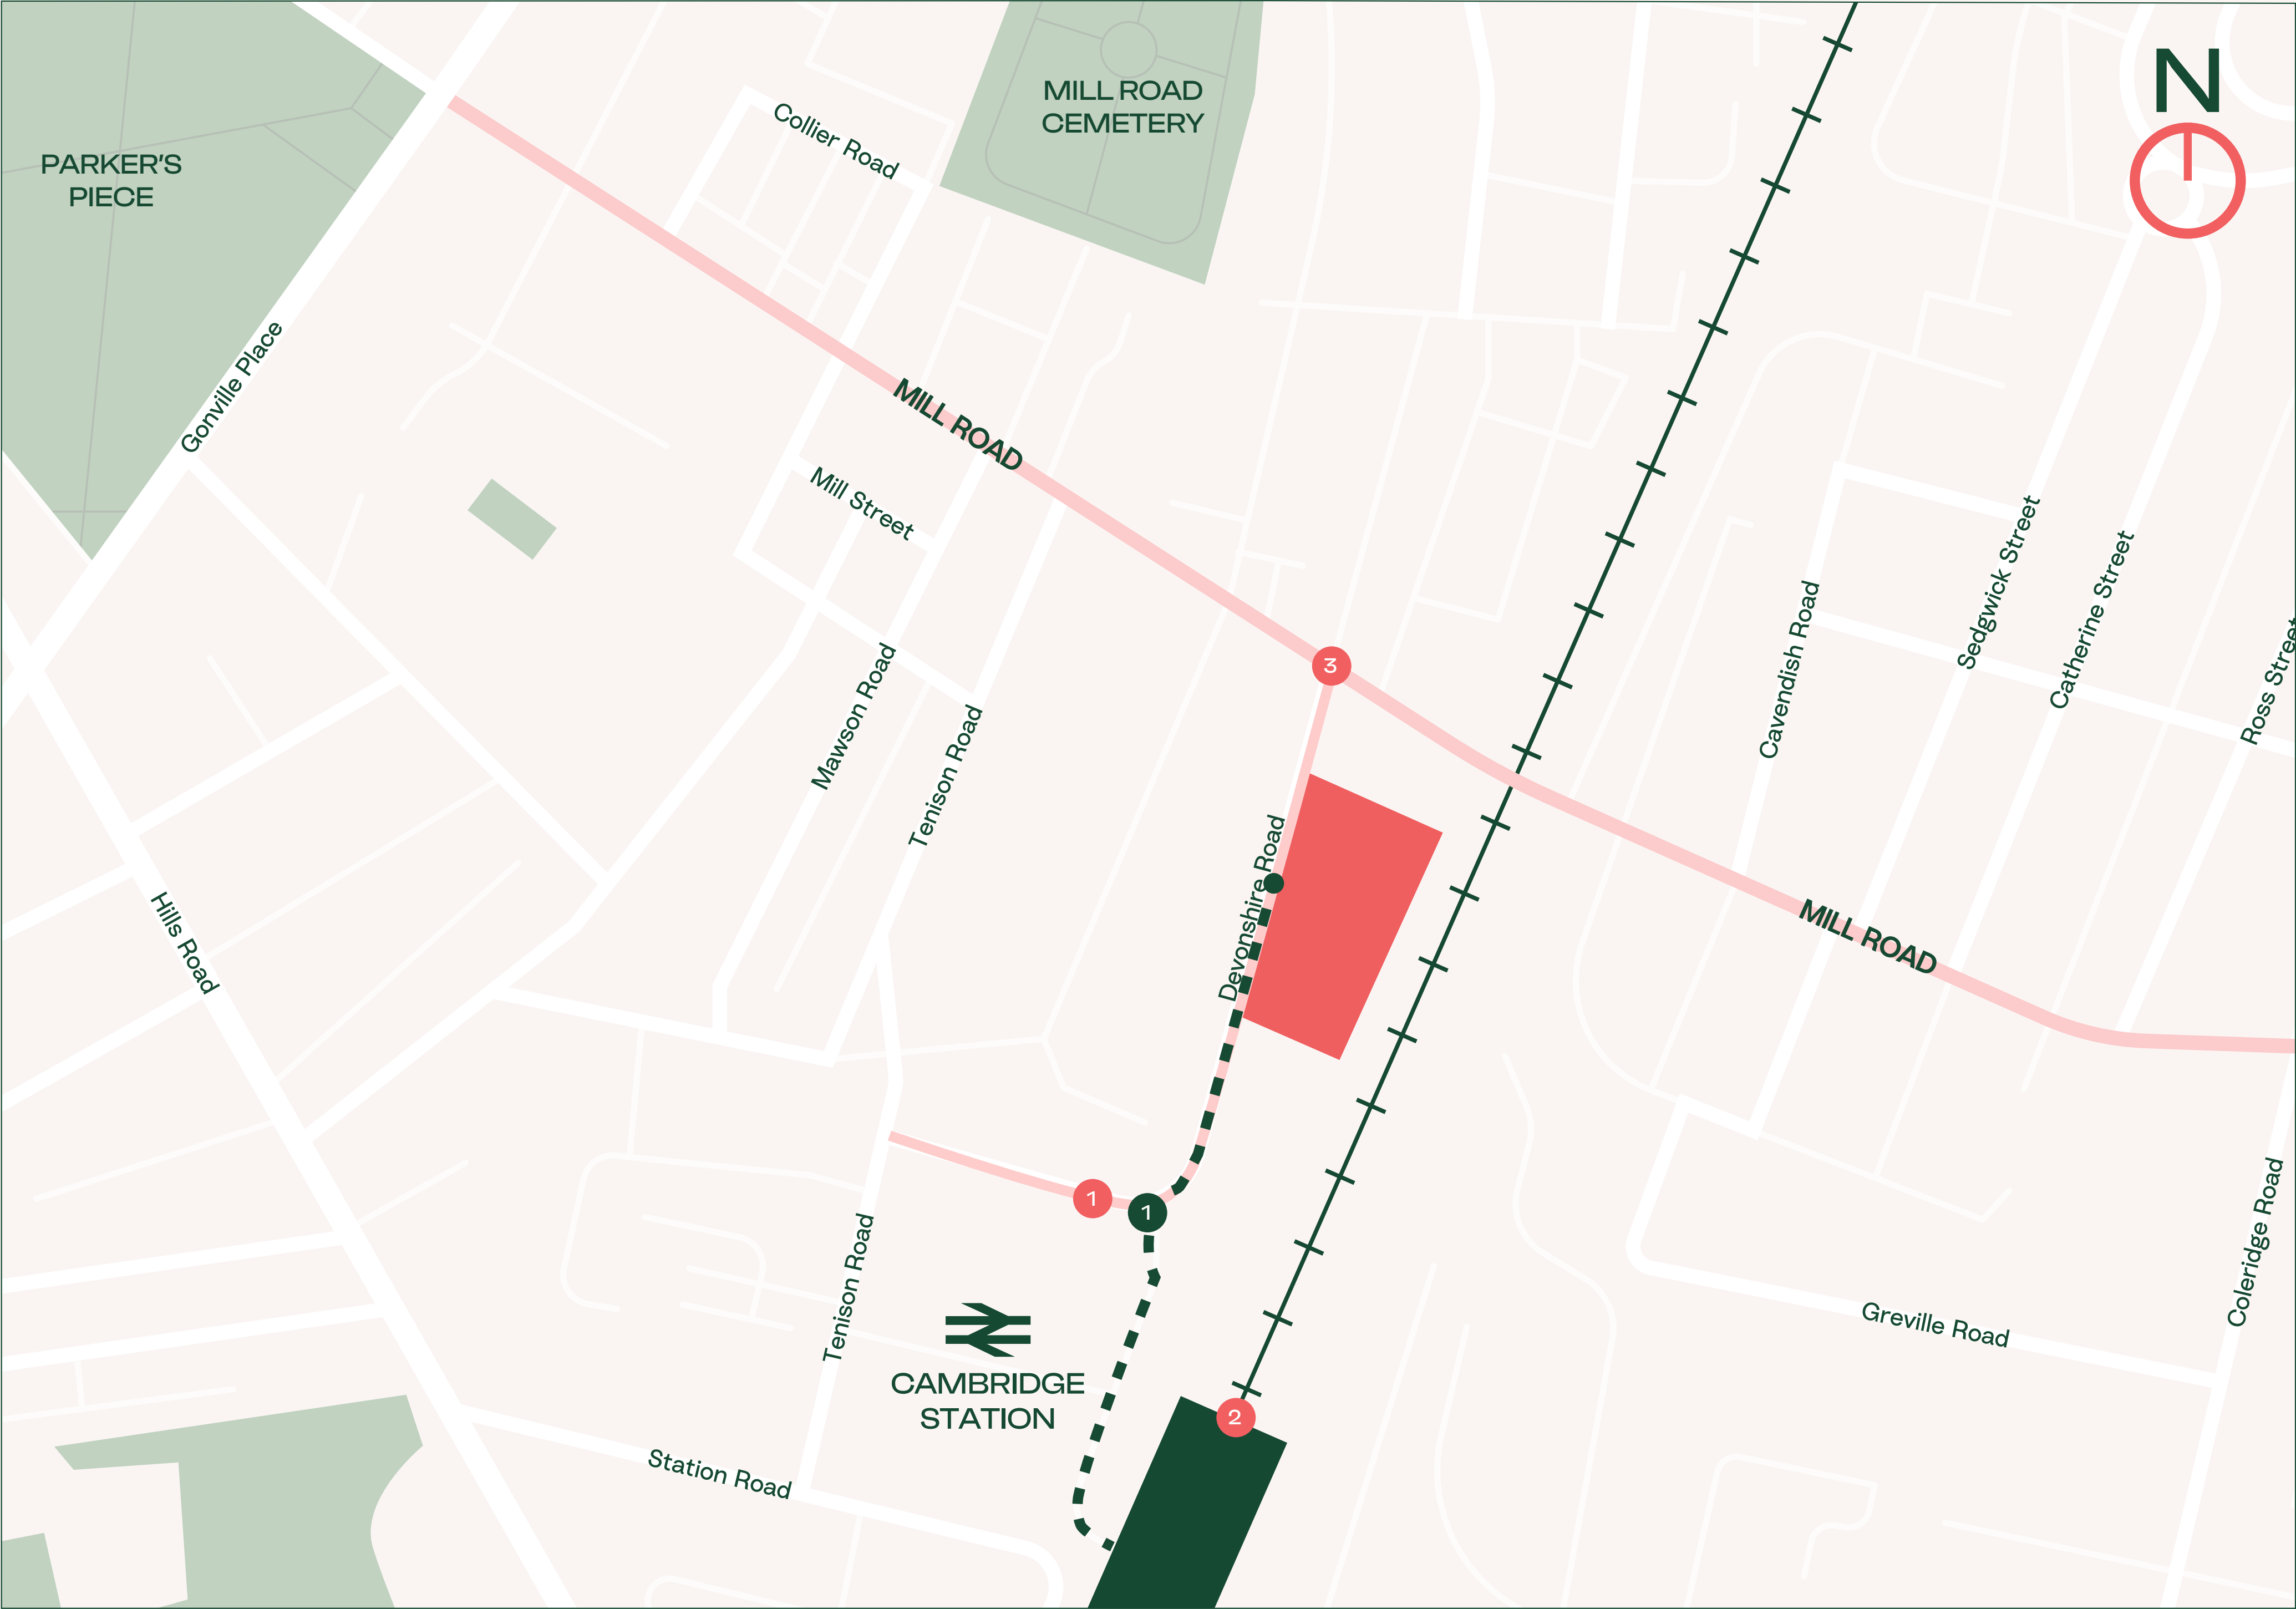 N
MILL ROAD
CEMETERY
Collier Road
PARKER'S
PIECE
Gonville Place
MILL ROAD
Mill Street
Sedgwick Street
Catherine Street
Cavendish Road
Ross Street
3
Mawson Road
Tenison Road
Devonshire Road
Hills Road
MILL ROAD
1
1
Tenison Road
Coleridge Road
Greville Road
CAMBRIDGE
STATION
2
Station Road